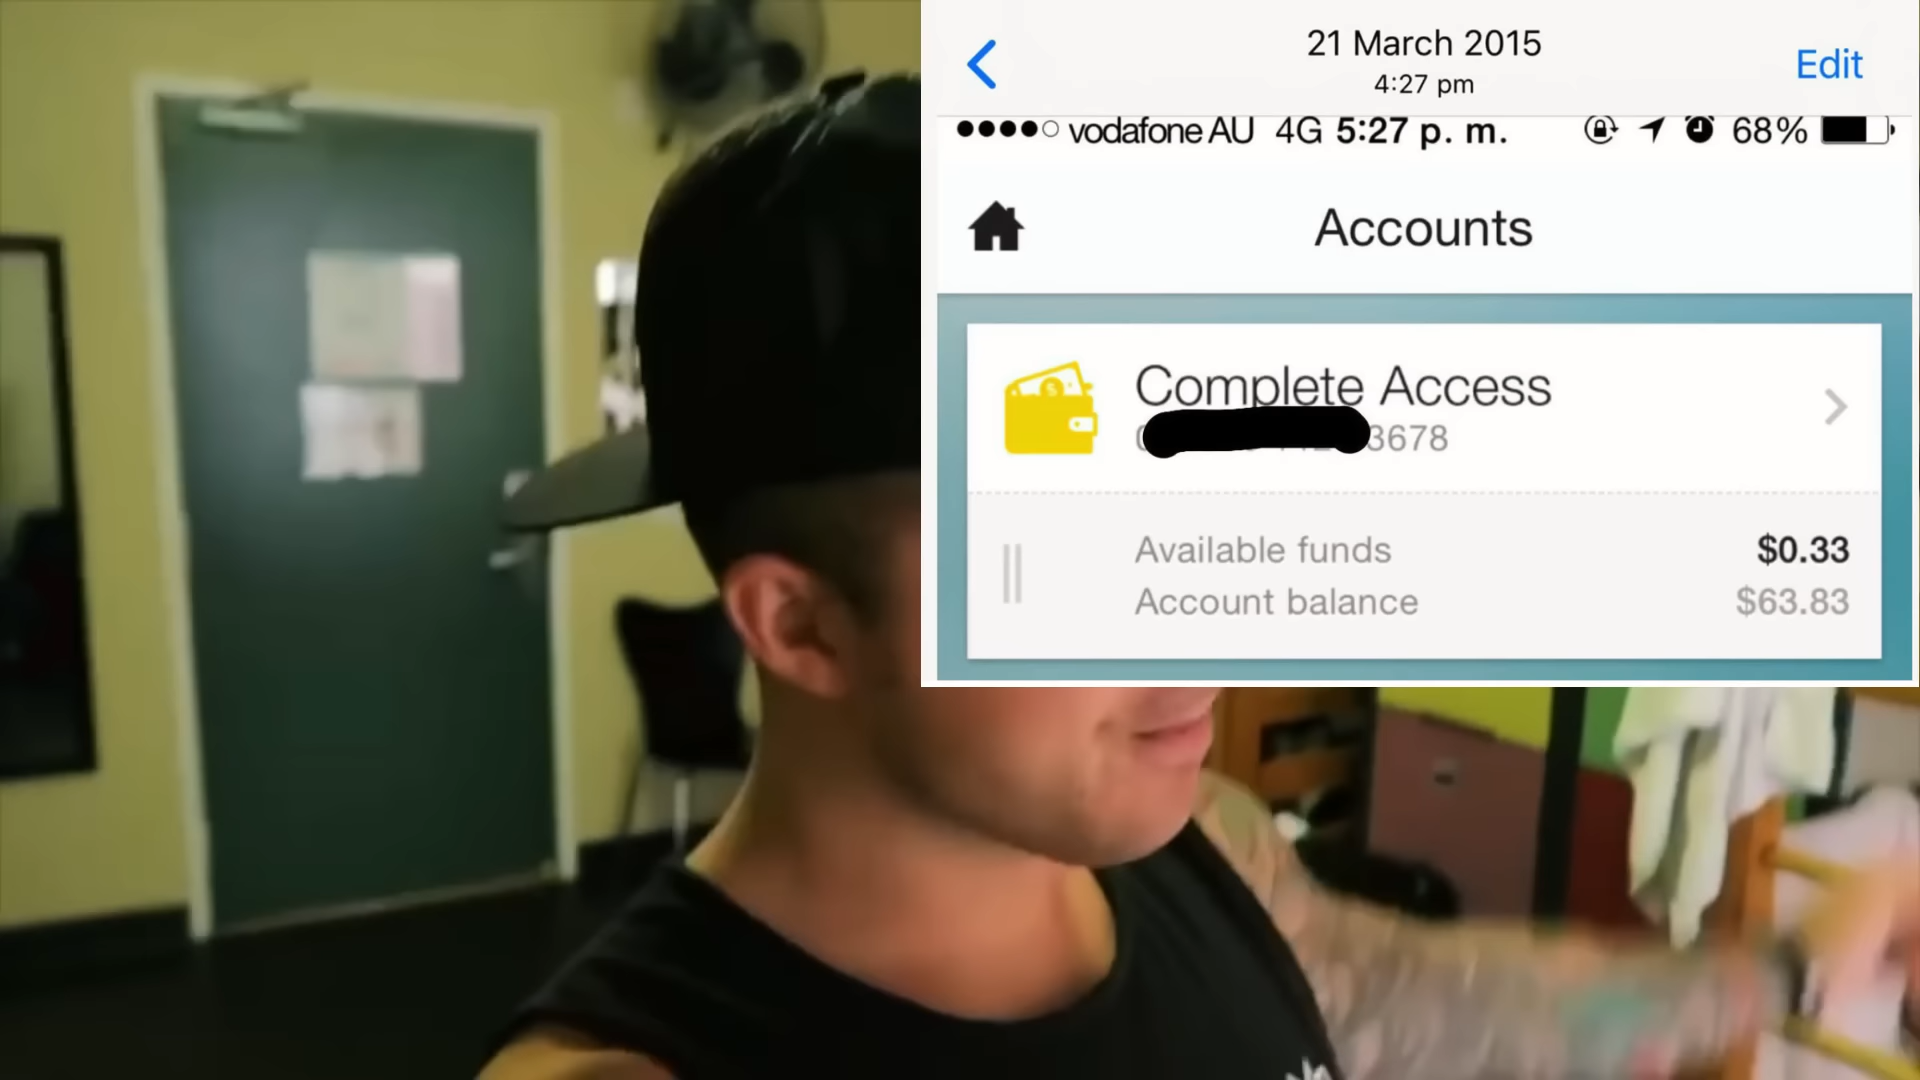 21 March 2015
4:27 pm
Edit
vodafone AU 4G 5:27 p. m. 68%
Accounts
Complete Access
3678
Available funds $0.33
Account balance $63.83